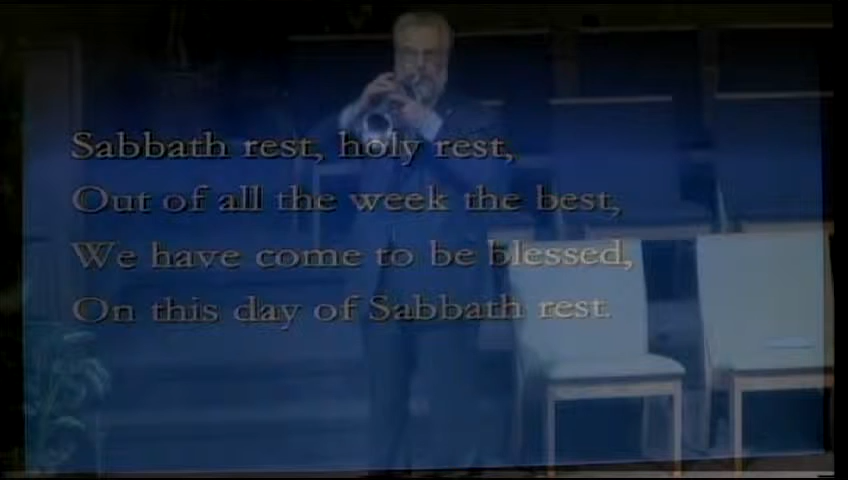 Sabbath rest, holy rest,
Out of all the week the best,
We have come to be blessed,
On this day of Sabbath rest.